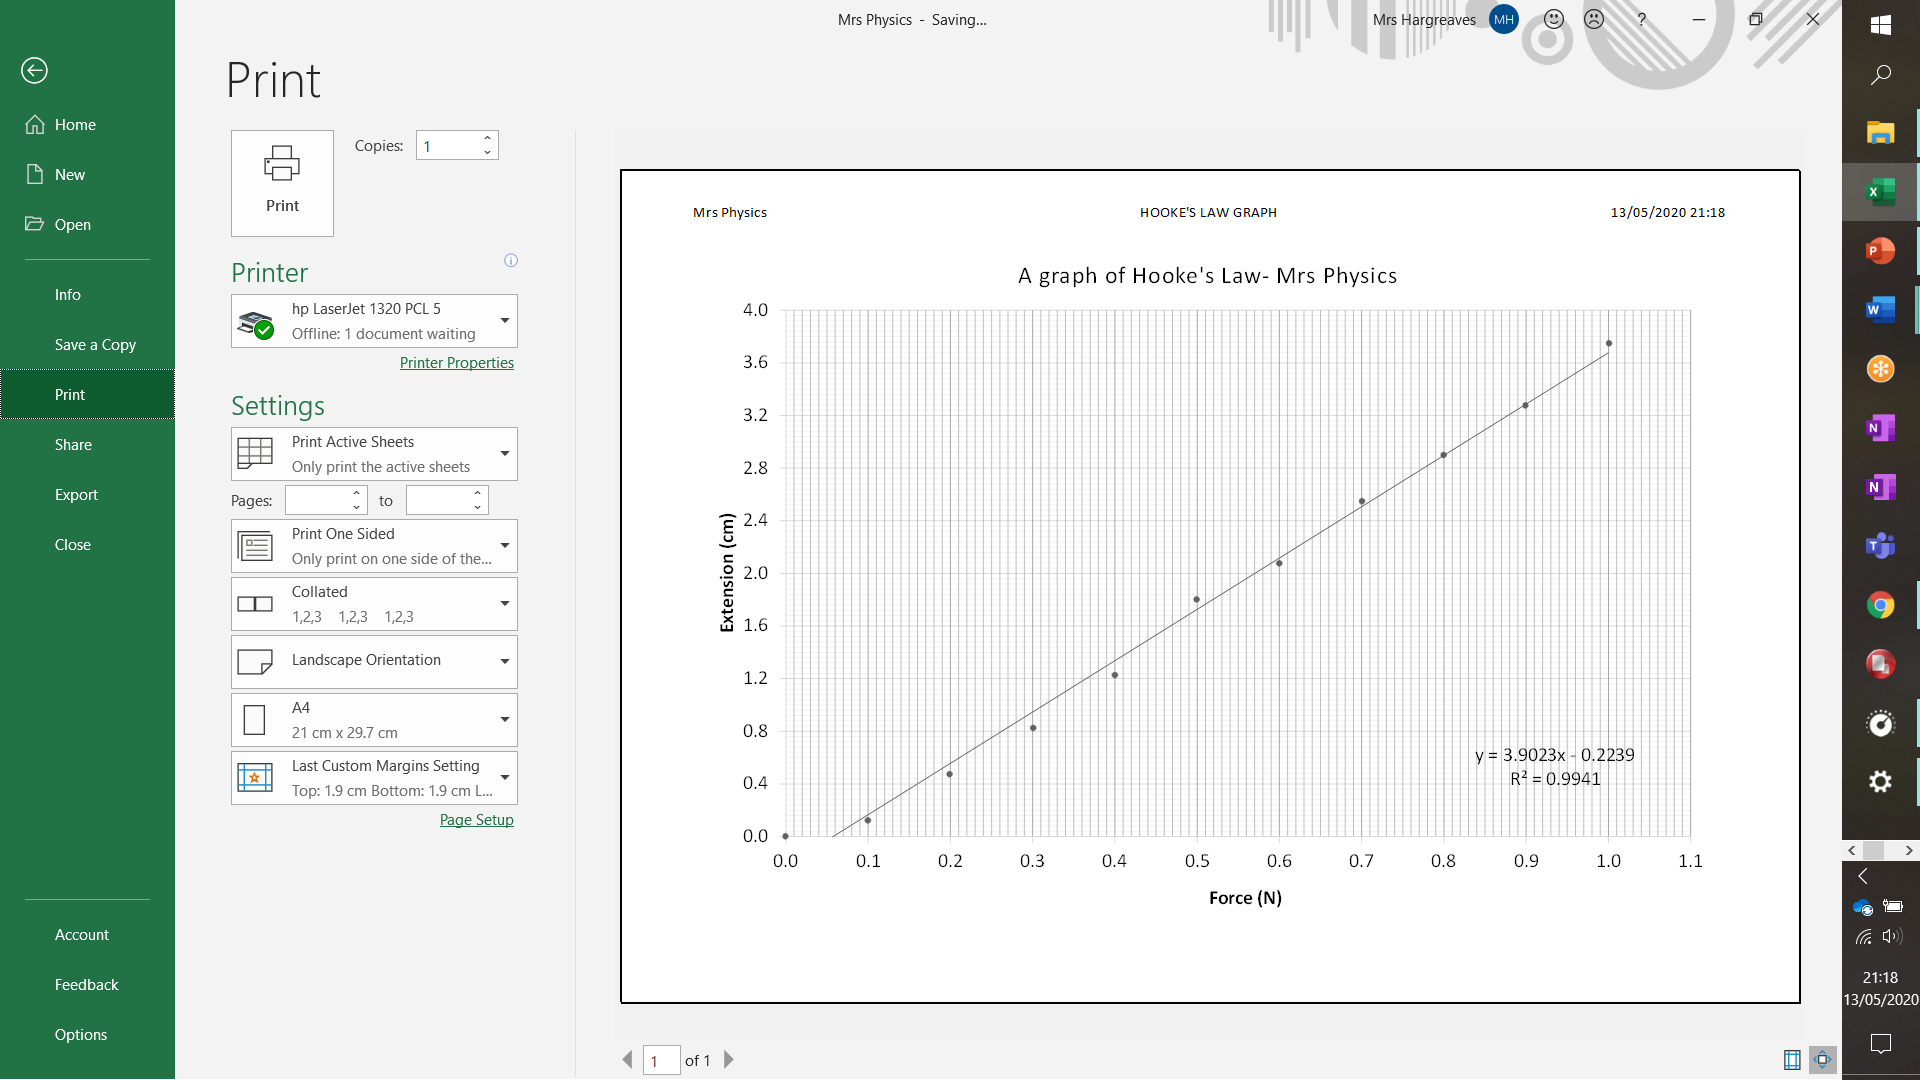 Mrs Physics - Saving...
Mrs Hargreaves MH ?
Print
Home
New
Open
Info
Save a Copy
Print
Share
Export
Close
Account
Feedback
Options
Print
Copies: 1
Printer
hp LaserJet 1320 PCL 5
Offline: 1 document waiting
Printer Properties
Settings
Print Active Sheets
Only print the active sheets
Pages: to
Print One Sided
Only print on one side of the...
Collated
1,2,3 1,2,3 1,2,3
Landscape Orientation
A4
21 cm x 29.7 cm
Last Custom Margins Setting
Top: 1.9 cm Bottom: 1.9 cm L...
Page Setup
Mrs Physics HOOKE'S LAW GRAPH 13/05/2020 21:18
A graph of Hooke's Law- Mrs Physics
4.0
3.6
3.2
2.8
2.4
2.0
1.6
1.2
0.8
0.4
0.0
Extension (cm)
y = 3.9023x - 0.2239
R² = 0.9941
0.0 0.1 0.2 0.3 0.4 0.5 0.6 0.7 0.8 0.9 1.0 1.1
Force (N)
1 of 1
X
P
W
N
N
T
21:18
13/05/2020